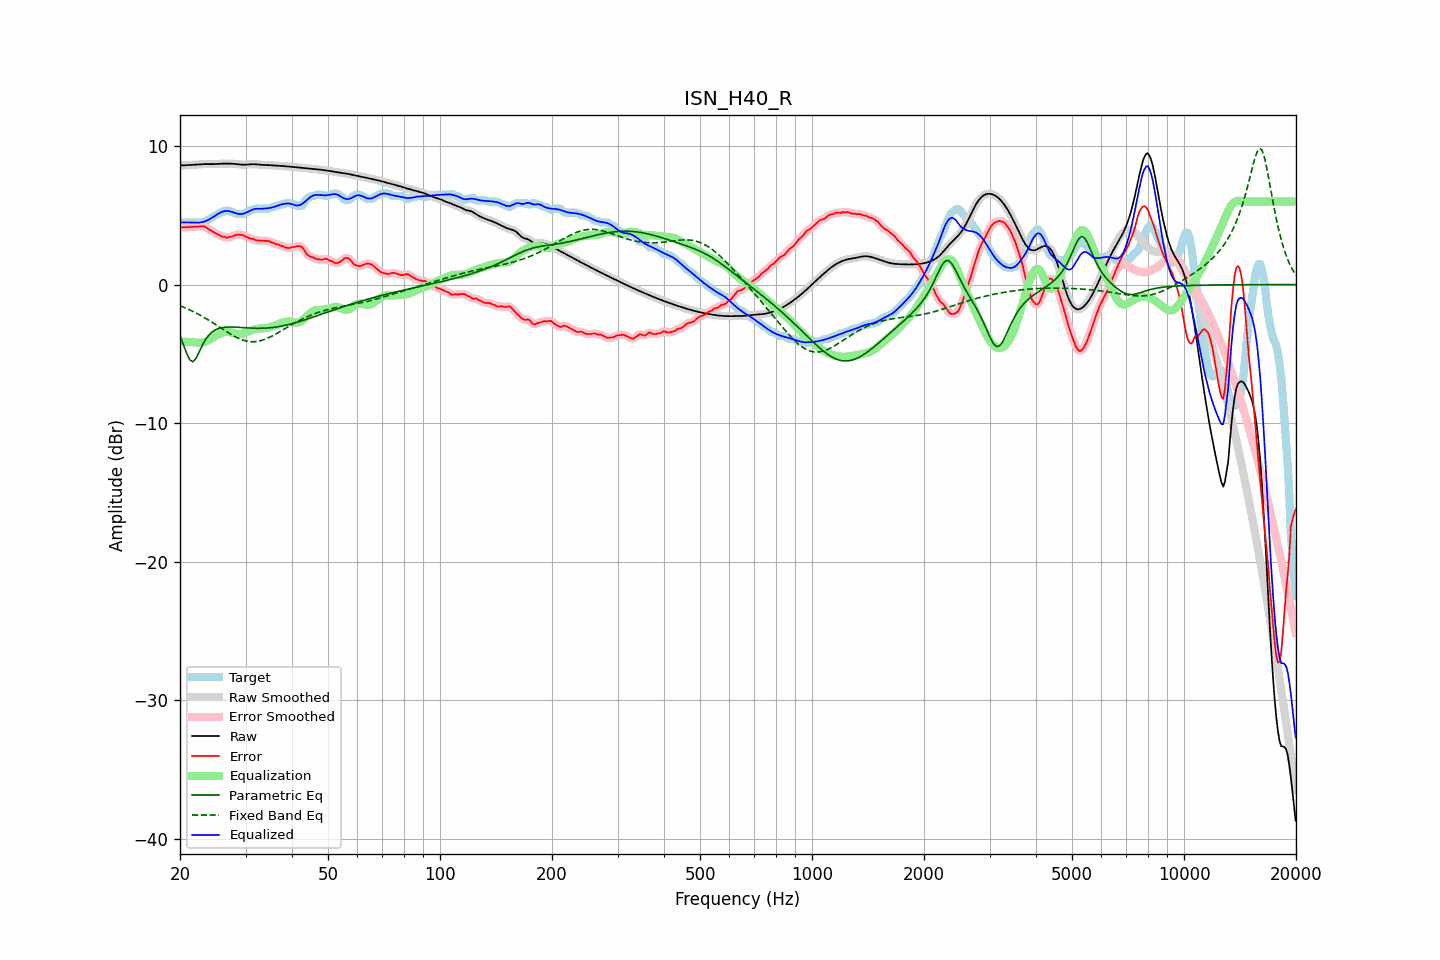 ISN_H40_R
10
0
−10
−20
−30
−40
Amplitude (dBr)
Target
Raw Smoothed
Error Smoothed
Raw
Error
Equalization
Parametric Eq
Fixed Band Eq
Equalized
20
50
100
200
500
1000
2000
5000
10000
20000
Frequency (Hz)